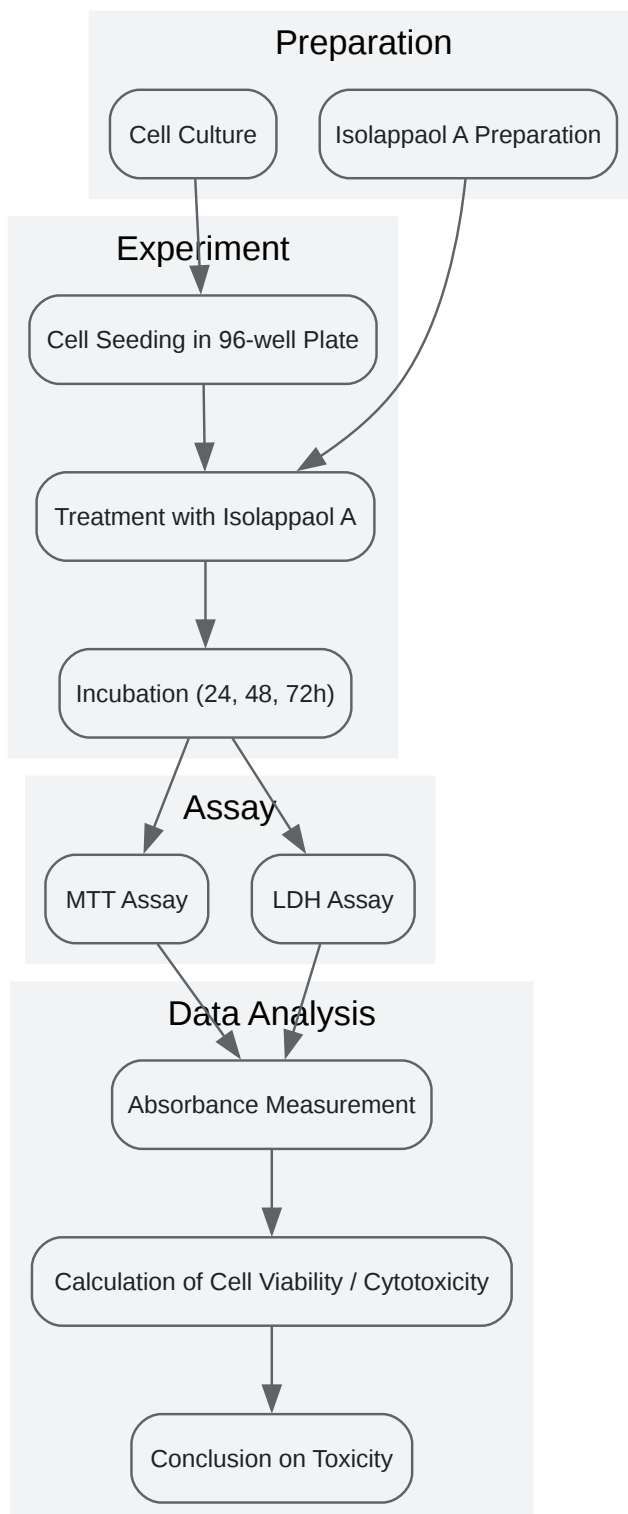 Preparation
Cell Culture
Isolappaol A Preparation
Experiment
Cell Seeding in 96-well Plate
Treatment with Isolappaol A
Incubation (24, 48, 72h)
Assay
MTT Assay
LDH Assay
Data Analysis
Absorbance Measurement
Calculation of Cell Viability / Cytotoxicity
Conclusion on Toxicity